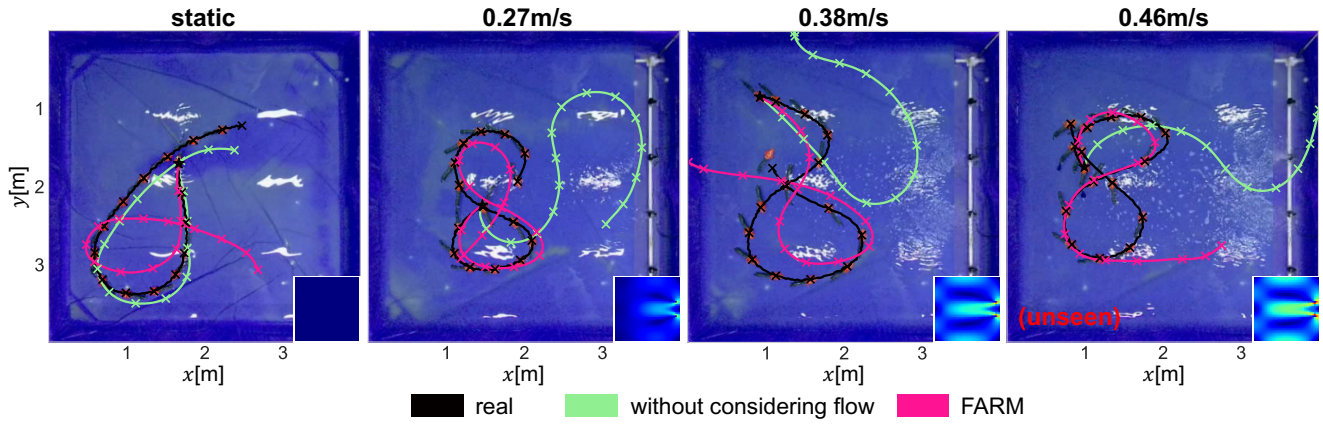 static 0.27m/s 0.38m/s 0.46m/s
1
2
3
y[m]
(unseen)
1 2 3 1 2 3 1 2 3 1 2 3
x[m] x[m] x[m] x[m]
real without considering flow FARM